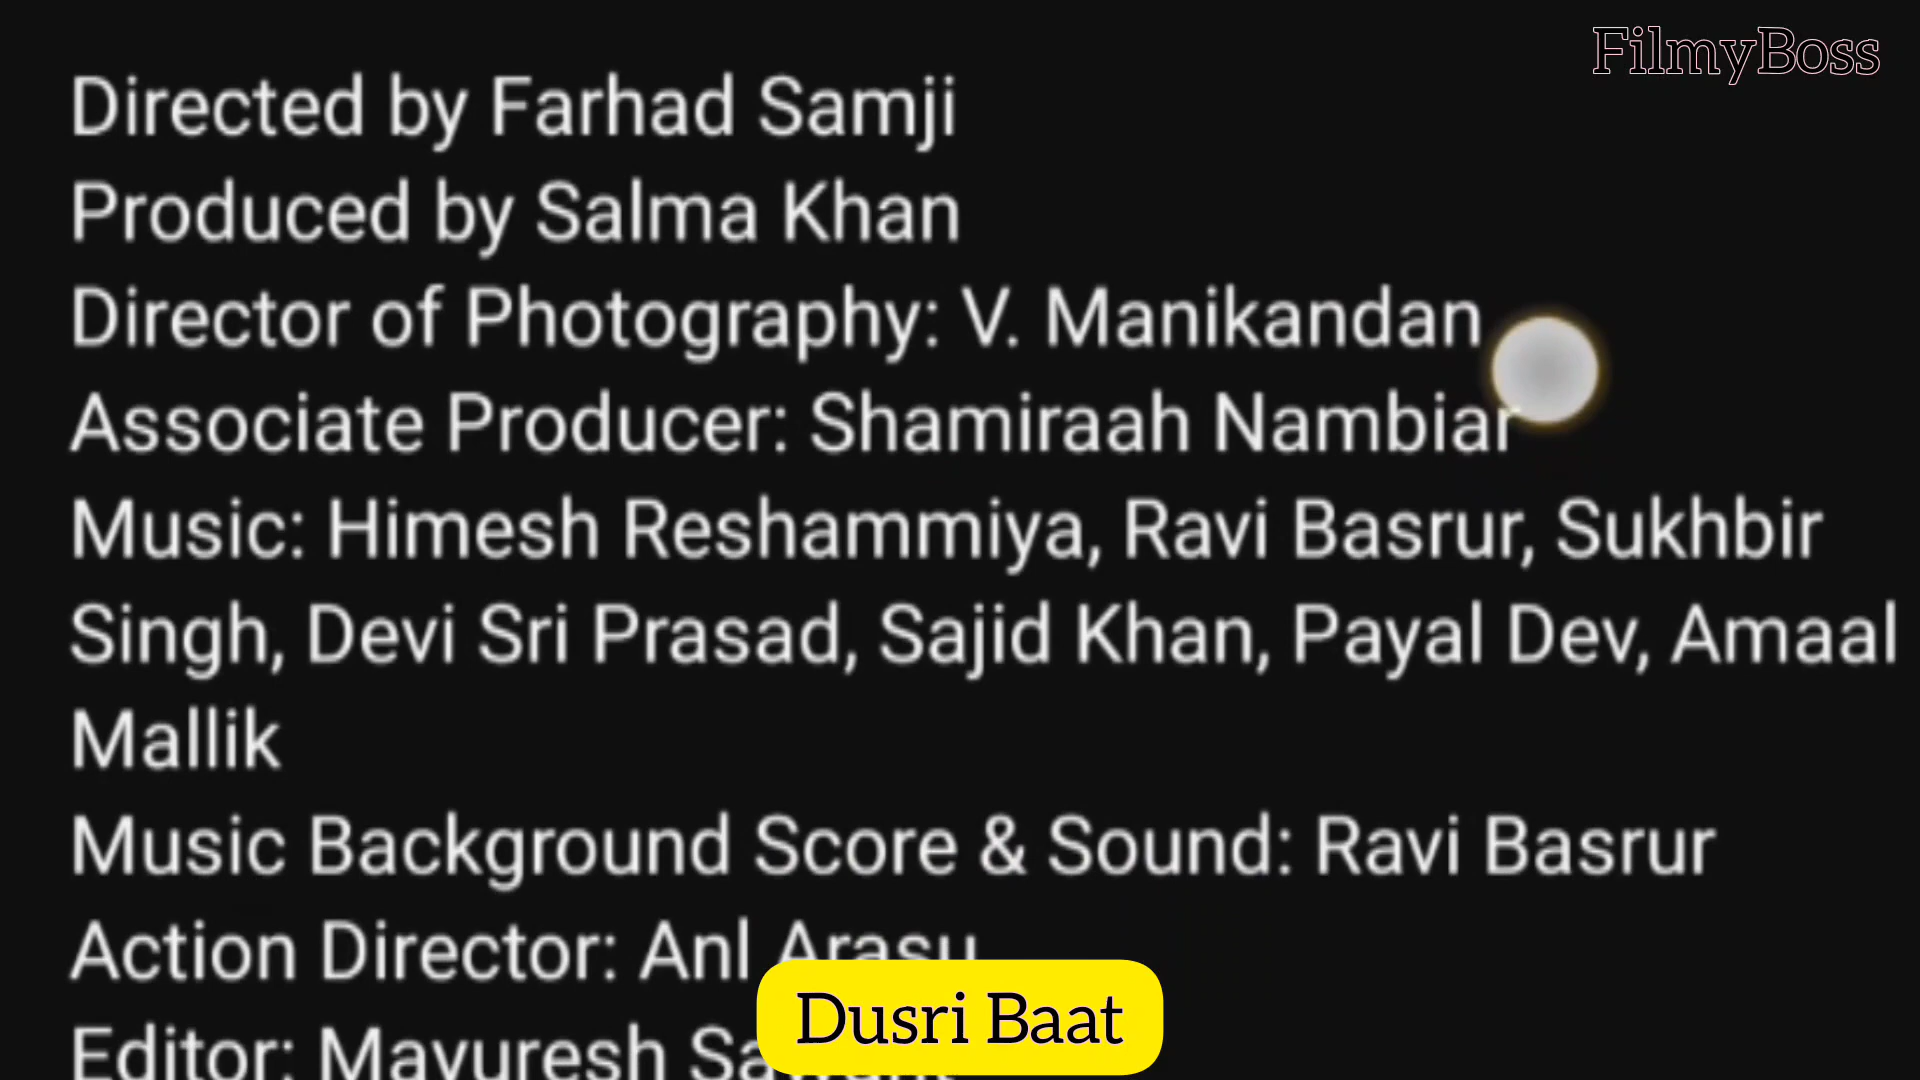 FilmyBoss
Directed by Farhad Samji
Produced by Salma Khan
Director of Photography: V. Manikandan
Associate Producer: Shamiraah Nambiar
Music: Himesh Reshammiya, Ravi Basrur, Sukhbir
Singh, Devi Sri Prasad, Sajid Khan, Payal Dev, Amaal
Mallik
Music Background Score & Sound: Ravi Basrur
Action Director: Anl Arasu
Editor: Mayuresh
Dusri Baat